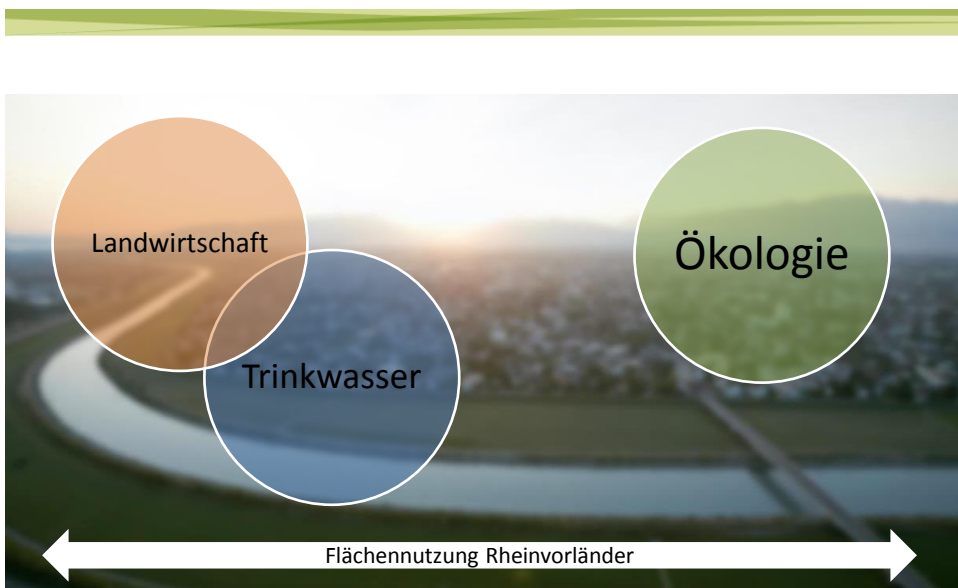 Landwirtschaft
Ökologie
Trinkwasser
Flächennutzung Rheinvorländer